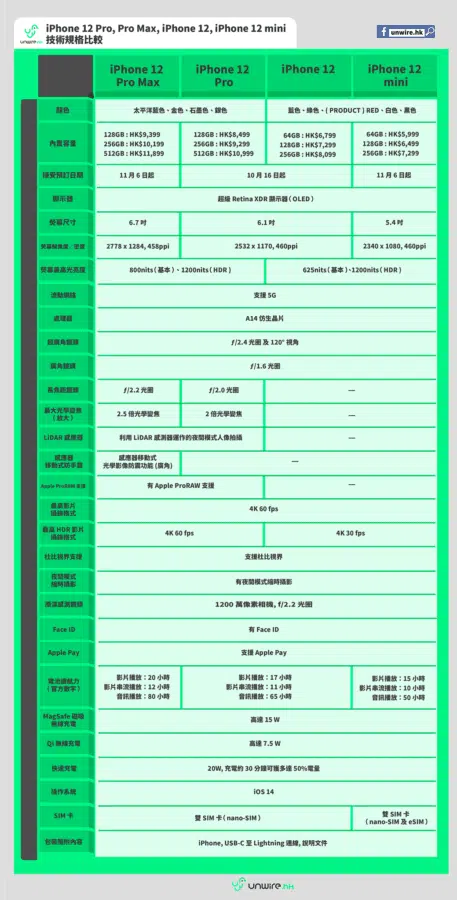 iPhone 12 Pro, Pro Max, iPhone 12, iPhone 12 mini
技術規格比較
unwire.hk
unwire.hk
iPhone 12
Pro Max
iPhone 12
Pro
iPhone 12
iPhone 12
mini
顏色
太平洋藍色、金色、石墨色、銀色
藍色、綠色、( PRODUCT ) RED、白色、黑色
內置容量
128GB : HK$9,399
256GB : HK$10,199
512GB : HK$11,899
128GB : HK$8,499
256GB : HK$9,299
512GB : HK$10,999
64GB : HK$6,799
128GB : HK$7,299
256GB : HK$8,099
64GB : HK$5,999
128GB : HK$6,499
256GB : HK$7,299
接受預訂日期
11 月 6 日起
10 月 16 日起
11 月 6 日起
顯示器
超級 Retina XDR 顯示器 ( OLED )
熒幕尺寸
6.7 吋
6.1 吋
5.4 吋
熒幕解像度／密度
2778 x 1284, 458ppi
2532 x 1170, 460ppi
2340 x 1080, 460ppi
熒幕最高光亮度
800nits ( 基本 )、1200nits ( HDR )
625nits ( 基本 )、1200nits ( HDR )
流動網絡
支援 5G
處理器
A14 仿生晶片
超廣角鏡頭
ƒ/2.4 光圈 及 120° 視角
廣角鏡頭
ƒ/1.6 光圈
長焦距鏡頭
ƒ/2.2 光圈
ƒ/2.0 光圈
—
最大光學變焦
( 放大 )
2.5 倍光學變焦
2 倍光學變焦
—
LiDAR 感應器
利用 LiDAR 感測器運作的夜間模式人像拍攝
—
感應器
移動式防手震
感應器移動式
光學影像防震功能 (廣角)
—
Apple ProRAW 支援
有 Apple ProRAW 支援
—
最高影片
攝錄格式
4K 60 fps
最高 HDR 影片
攝錄格式
4K 60 fps
4K 30 fps
杜比視界支援
支援杜比視界
夜間模式
縮時攝影
有夜間模式縮時攝影
原深感測鏡頭
1200 萬像素相機, f/2.2 光圈
Face ID
有 Face ID
Apple Pay
支援 Apple Pay
電池續航力
( 官方數字 )
影片播放：20 小時
影片串流播放：12 小時
音訊播放：80 小時
影片播放：17 小時
影片串流播放：11 小時
音訊播放：65 小時
影片播放：15 小時
影片串流播放：10 小時
音訊播放：50 小時
MagSafe 磁吸
無線充電
高達 15 W
Qi 無線充電
高達 7.5 W
快速充電
20W, 充電約 30 分鐘可獲多達 50%電量
操作系統
iOS 14
SIM 卡
雙 SIM 卡 ( nano-SIM )
雙 SIM 卡
( nano-SIM 及 eSIM )
包裝隨附內容
iPhone, USB-C 至 Lightning 連線, 說明文件
unwire.hk